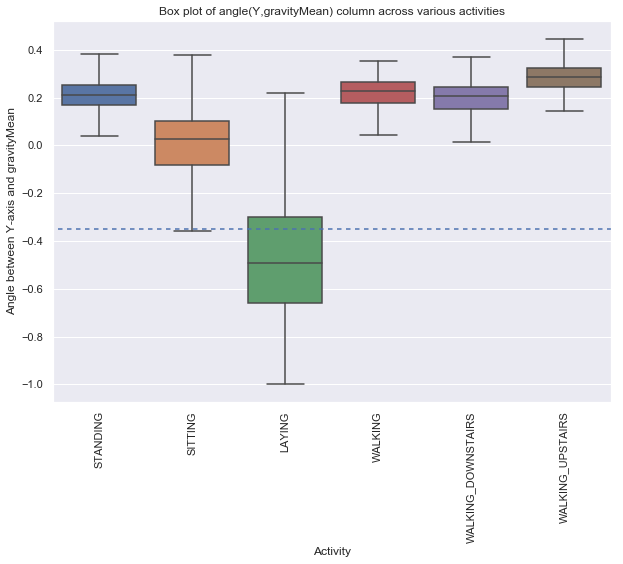 Box plot of angle(Y,gravityMean) column across various activities
Angle between Y-axis and gravityMean
0.4
0.2
0.0
−0.2
−0.4
−0.6
−0.8
−1.0
STANDING
SITTING
LAYING
WALKING
WALKING_DOWNSTAIRS
WALKING_UPSTAIRS
Activity